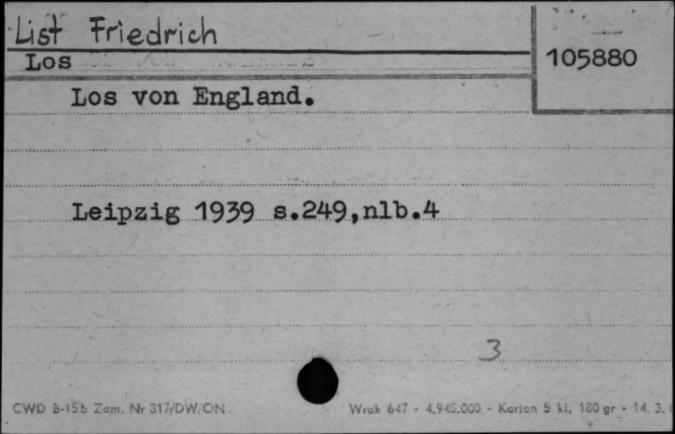 List Friedrich
Los
105880
Los von England.
Leipzig 1939 s.249,nlb.4
3
CWD B-15b Zam. Nr 317/DW/ON
Wruk 647 - 4.945.000 - Karton 5 kl. 180 gr - 14. 3.